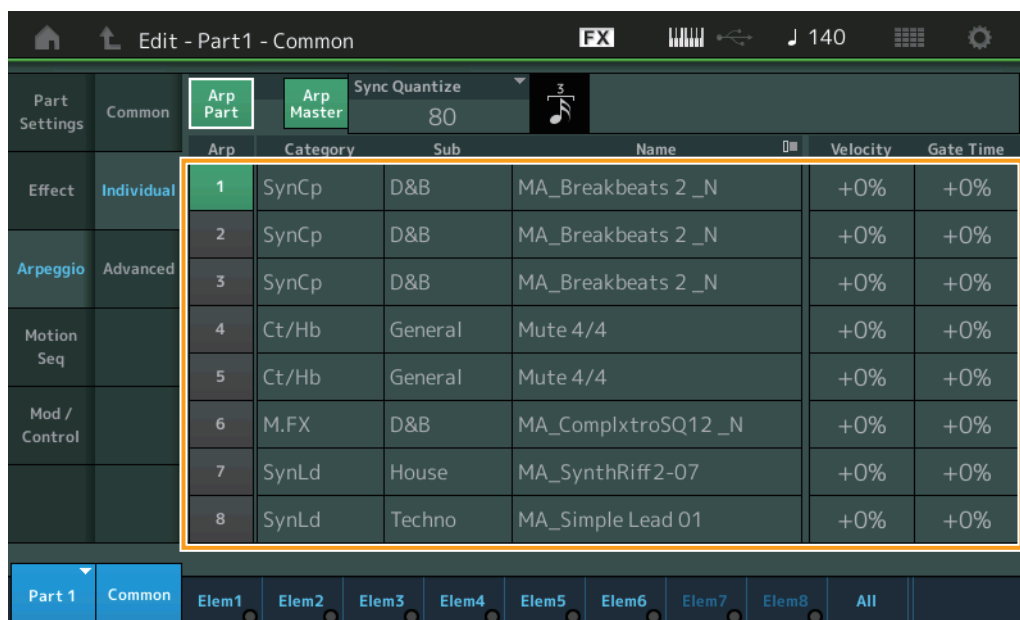 Edit - Part1 - Common FX 140
Part Settings Common Arp Part Arp Master Sync Quantize 80 3
Arp Category Sub Name Velocity Gate Time
Effect Individual 1 SynCp D&B MA_Breakbeats 2 _N +0% +0%
2 SynCp D&B MA_Breakbeats 2 _N +0% +0%
Arpeggio Advanced 3 SynCp D&B MA_Breakbeats 2 _N +0% +0%
Motion Seq 4 Ct/Hb General Mute 4/4 +0% +0%
5 Ct/Hb General Mute 4/4 +0% +0%
Mod / Control 6 M.FX D&B MA_ComplxtroSQ12 _N +0% +0%
7 SynLd House MA_SynthRiff2-07 +0% +0%
8 SynLd Techno MA_Simple Lead 01 +0% +0%
Part 1 Common Elem1 Elem2 Elem3 Elem4 Elem5 Elem6 Elem7 Elem8 All